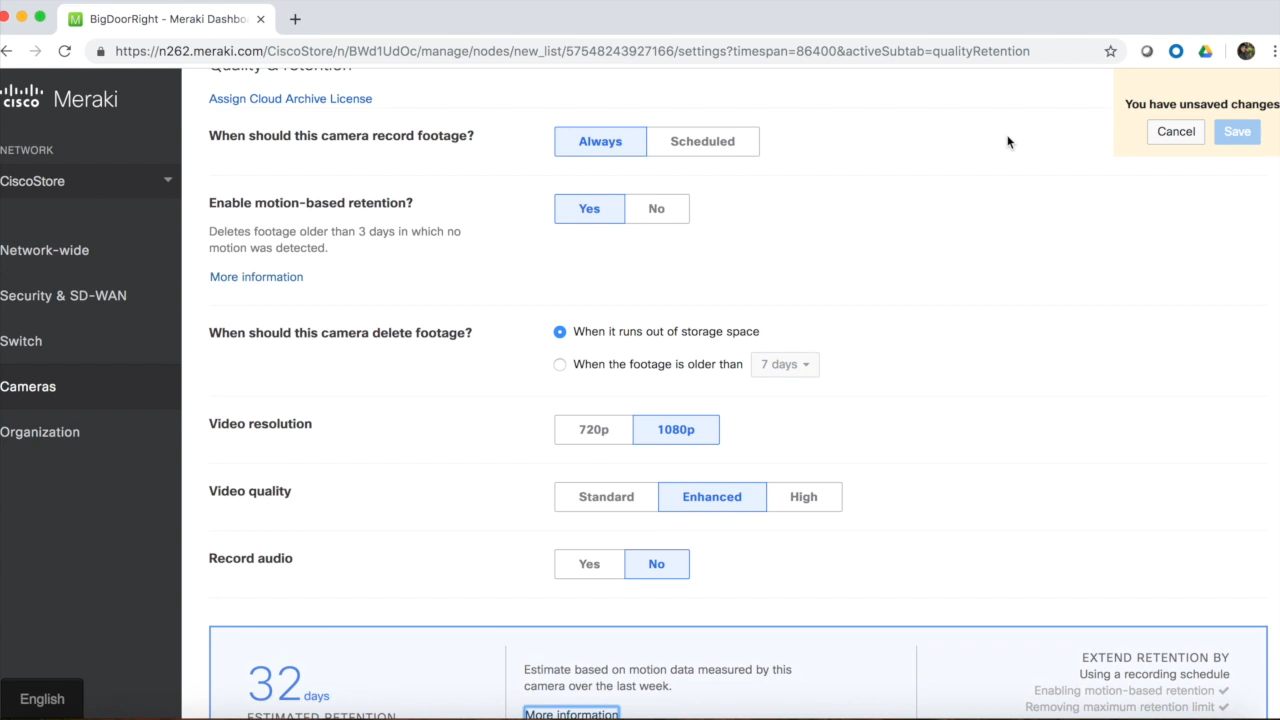 BigDoorRight - Meraki Dashbo
https://n262.meraki.com/CiscoStore/n/BWd1UdOc/manage/nodes/new_list/57548243927166/settings?timespan=86400&activeSubtab=qualityRetention
CISCO Meraki
NETWORK
CiscoStore
Network-wide
Security & SD-WAN
Switch
Cameras
Organization
English
Quality & retention
Assign Cloud Archive License
You have unsaved changes
Cancel Save
When should this camera record footage?
Always Scheduled
Enable motion-based retention?
Yes No
Deletes footage older than 3 days in which no
motion was detected.
More information
When should this camera delete footage?
When it runs out of storage space
When the footage is older than 7 days
Video resolution
720p 1080p
Video quality
Standard Enhanced High
Record audio
Yes No
32 days
ESTIMATED RETENTION
Estimate based on motion data measured by this
camera over the last week.
More information
EXTEND RETENTION BY
Using a recording schedule
Enabling motion-based retention ✓
Removing maximum retention limit ✓